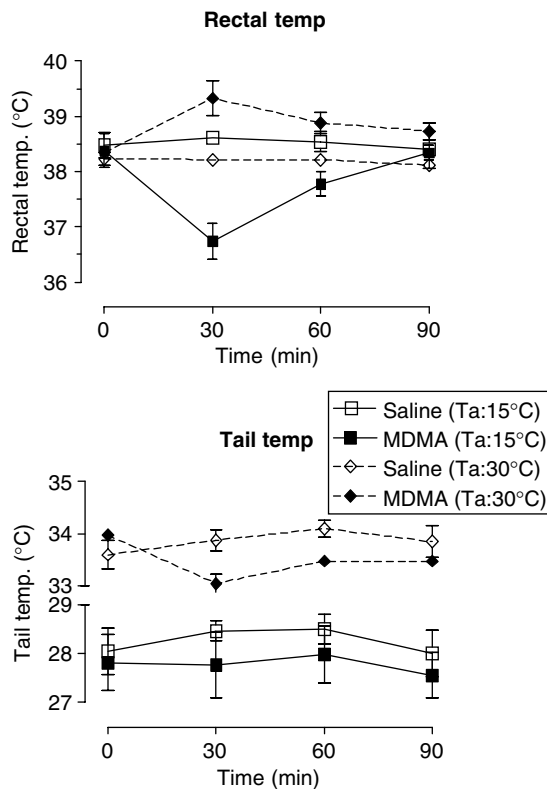 Rectal temp
Rectal temp. (°C)
40
39
38
37
36
0 30 60 90
Time (min)
Saline (Ta:15°C)
MDMA (Ta:15°C)
Saline (Ta:30°C)
MDMA (Ta:30°C)
Tail temp
Tail temp. (°C)
35
34
33
29
28
27
0 30 60 90
Time (min)